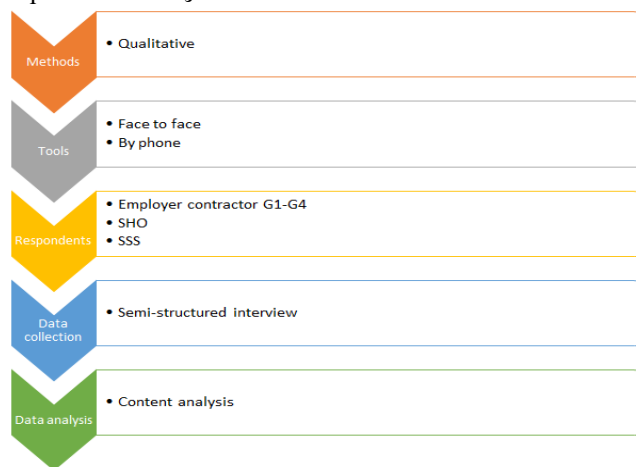 Methods
• Qualitative
Tools
• Face to face
• By phone
Respondents
• Employer contractor G1-G4
• SHO
• SSS
Data
collection
• Semi-structured interview
Data analysis
• Content analysis